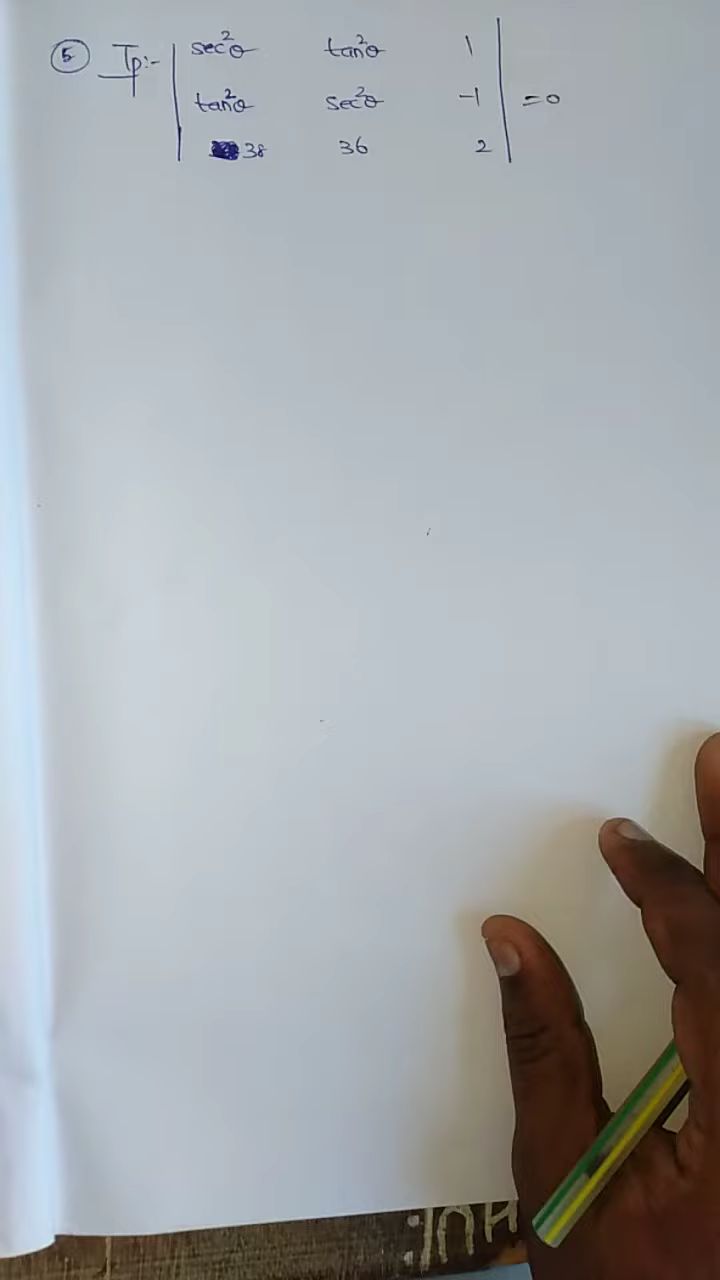 5 Tp:- | sec²θ tan²θ 1 |
| tan²θ sec²θ -1 | =0
| 38 36 2 |